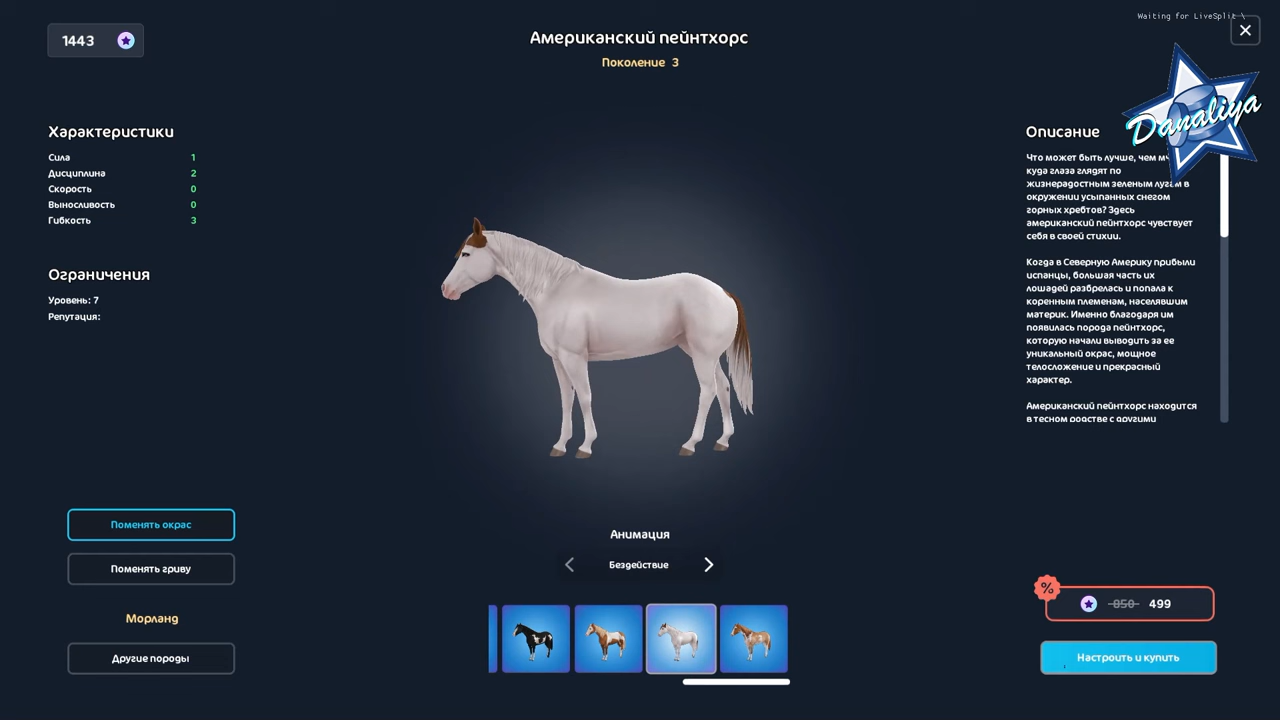 Waiting for LiveSplit \
1443
Американский пейнтхорс
Поколение 3
Danaliya
Характеристики
Сила 1
Дисциплина 2
Скорость 0
Выносливость 0
Гибкость 3
Ограничения
Уровень: 7
Репутация:
Описание
Что может быть лучше, чем
куда глаза глядят по
жизнерадостным зеленым лугам в
окружении усыпанных снегом
горных хребтов? Здесь
американский пейнтхорс чувствует
себя в своей стихии.
Когда в Северную Америку прибыли
испанцы, большая часть их
лошадей разбрелась и попала к
коренным племенам, населявшим
материк. Именно благодаря им
появилась порода пейнтхорс,
которую начали выводить за ее
уникальный окрас, мощное
телосложение и прекрасный
характер.
Американский пейнтхорс находится
в тесном родстве с другими
Поменять окрас
Поменять гриву
Морланд
Другие породы
Анимация
Бездействие
% 850 499
Настроить и купить